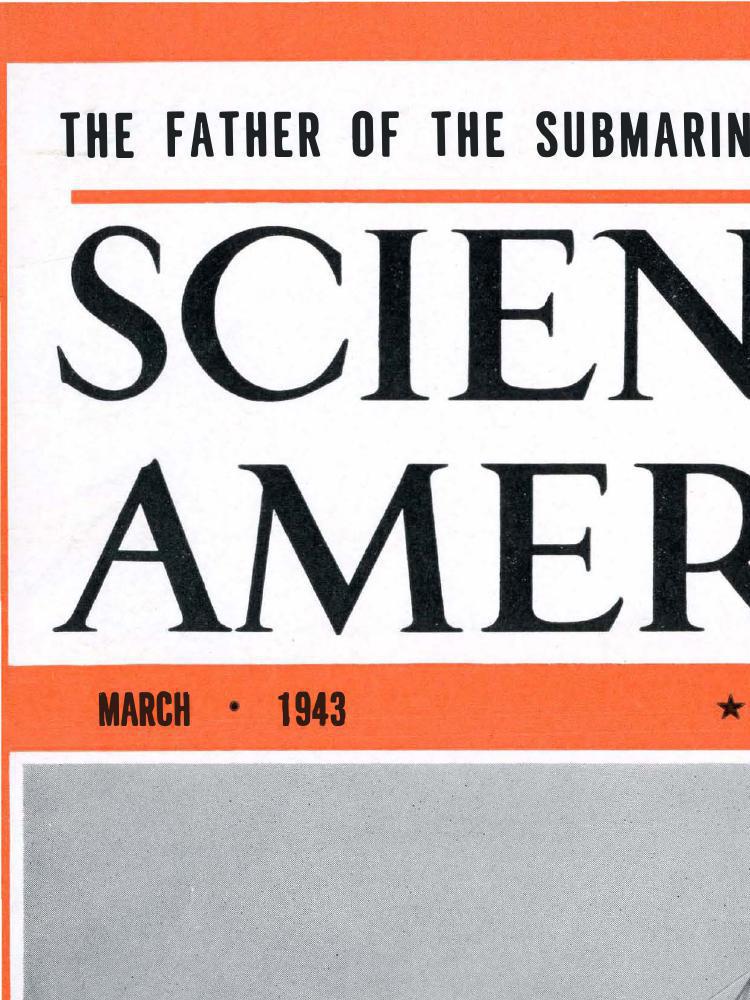 THE FATHER OF THE SUBMARIN
SCIEN
AMER
MARCH • 1943 ★